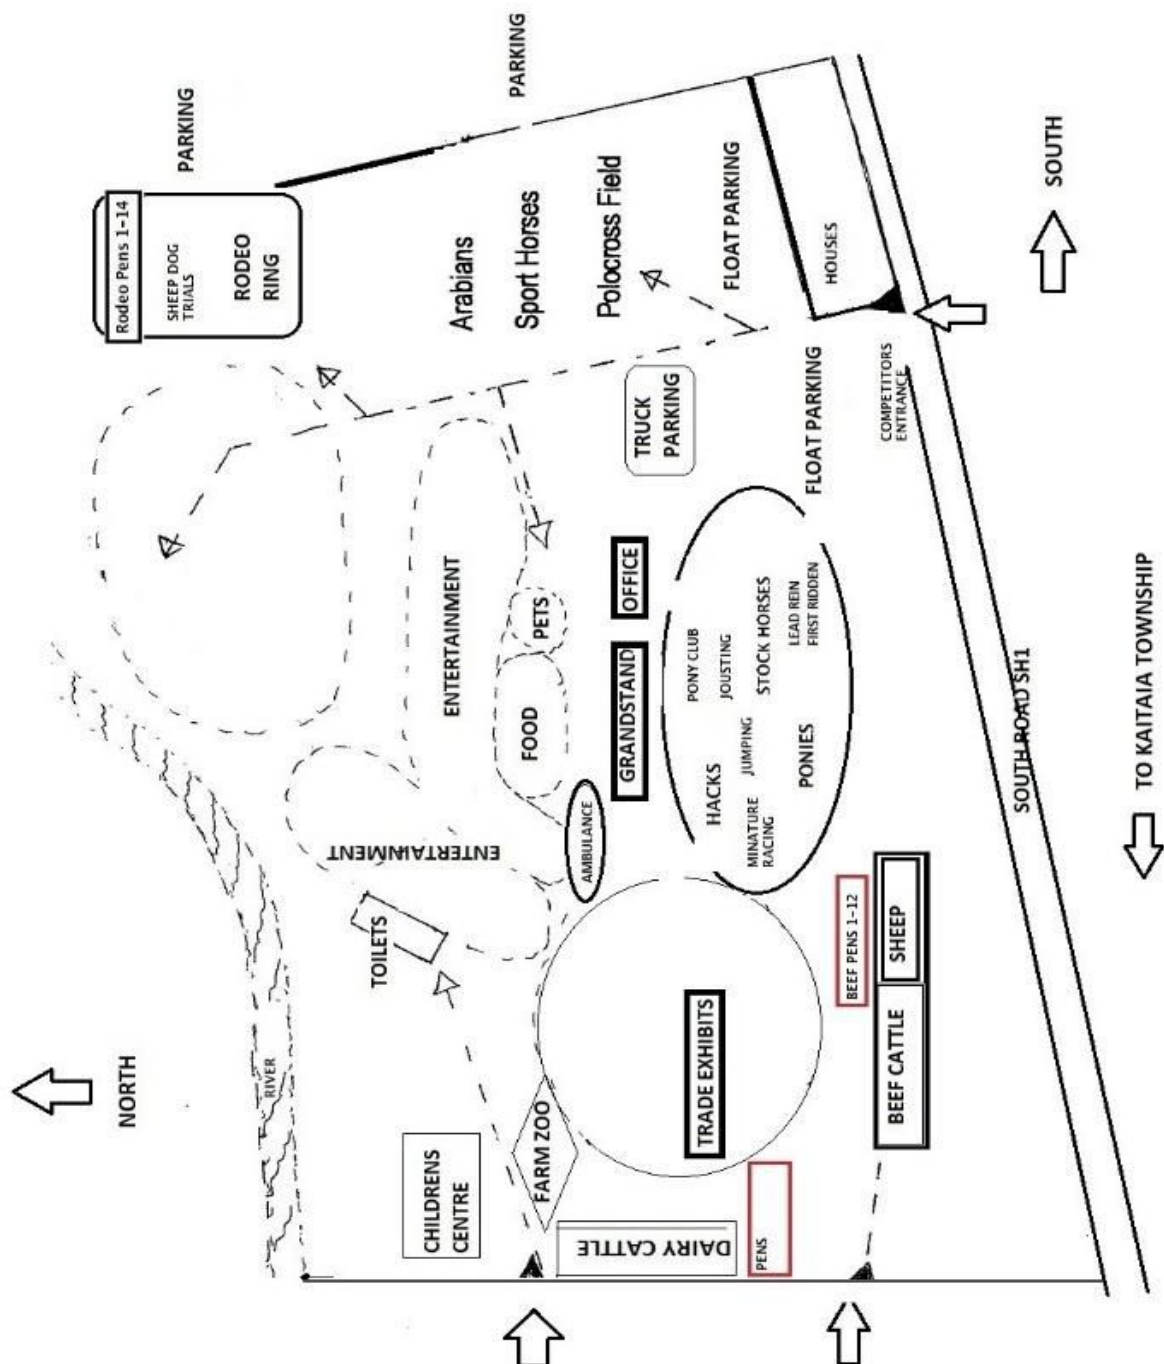 PARKING
PARKING
Rodeo Pens 1-14
SHEEP DOG
TRIALS
RODEO
RING
Arabians
Sport Horses
Polocross Field
FLOAT PARKING
HOUSES
SOUTH
TRUCK
PARKING
FLOAT PARKING
COMPETITORS
ENTRANCE
ENTERTAINMENT
PETS
OFFICE
FOOD
GRANDSTAND
PONY CLUB
JOUSTING
STOCK HORSES
LEAD REIN
FIRST RIDDEN
HACKS
JUMPING
PONIES
MINATURE
RACING
SOUTH ROAD SH1
TO KAITAIA TOWNSHIP
ENTERTAINMENT
AMBULANCE
TOILETS
BEEF PENS 1-12
SHEEP
BEEF CATTLE
TRADE EXHIBITS
NORTH
RIVER
CHILDRENS
CENTRE
FARM ZOO
DAIRY CATTLE
PENS